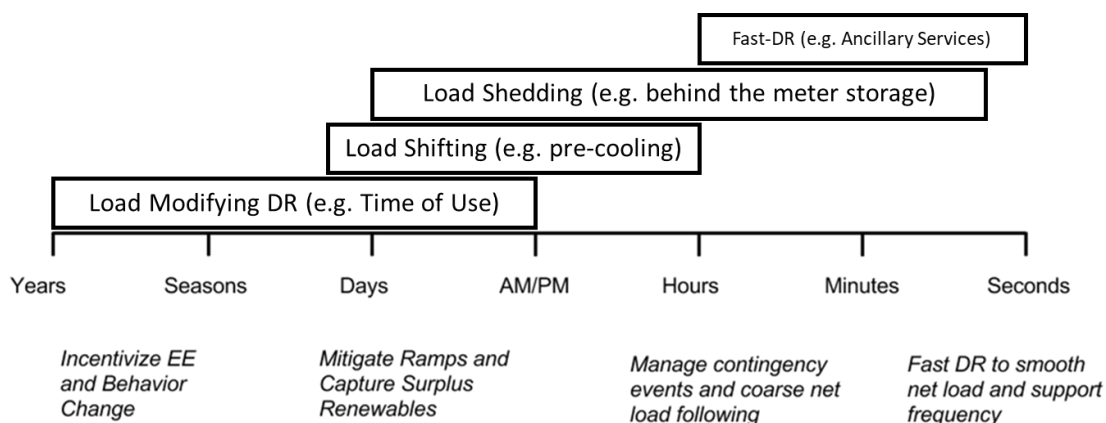 Fast-DR (e.g. Ancillary Services)
Load Shedding (e.g. behind the meter storage)
Load Shifting (e.g. pre-cooling)
Load Modifying DR (e.g. Time of Use)
Years
Seasons
Days
AM/PM
Hours
Minutes
Seconds
Incentivize EE
and Behavior
Change
Mitigate Ramps and
Capture Surplus
Renewables
Manage contingency
events and coarse net
load following
Fast DR to smooth
net load and support
frequency